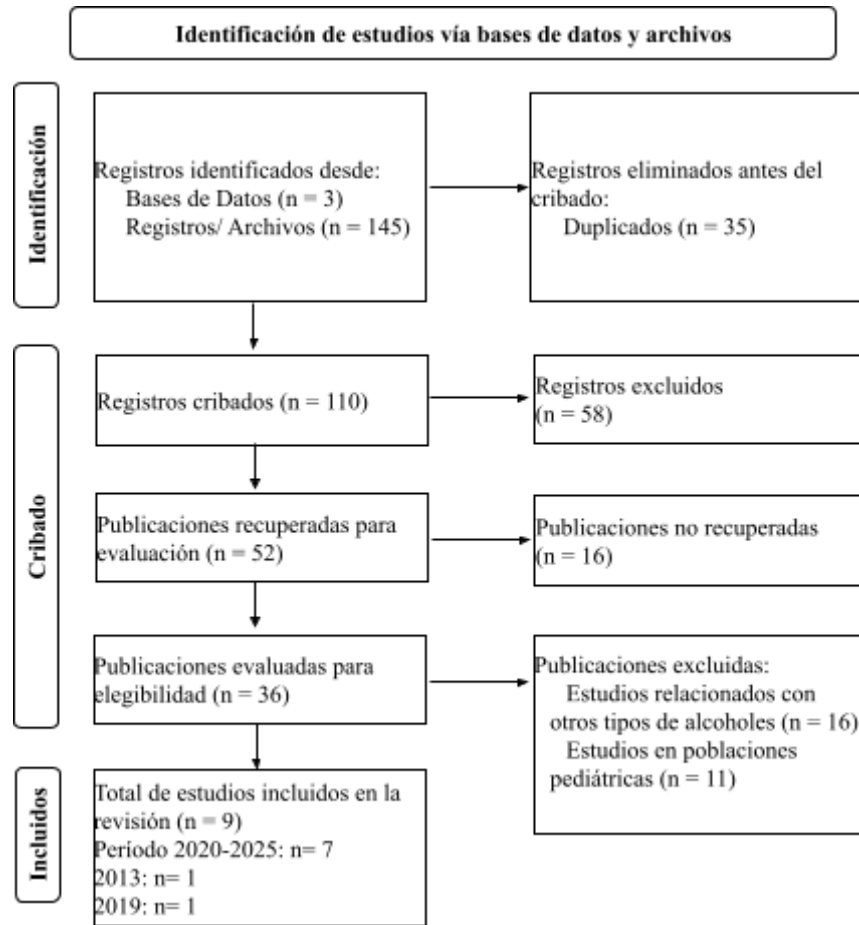 Identificación de estudios vía bases de datos y archivos
Identificación
Registros identificados desde:
Bases de Datos (n = 3)
Registros/ Archivos (n = 145)
Registros eliminados antes del
cribado:
Duplicados (n = 35)
Cribado
Registros cribados (n = 110)
Registros excluidos
(n = 58)
Publicaciones recuperadas para
evaluación (n = 52)
Publicaciones no recuperadas
(n = 16)
Publicaciones evaluadas para
elegibilidad (n = 36)
Publicaciones excluidas:
Estudios relacionados con
otros tipos de alcoholes (n = 16)
Estudios en poblaciones
pediátricas (n = 11)
Incluidos
Total de estudios incluidos en la
revisión (n = 9)
Período 2020-2025: n= 7
2013: n= 1
2019: n= 1